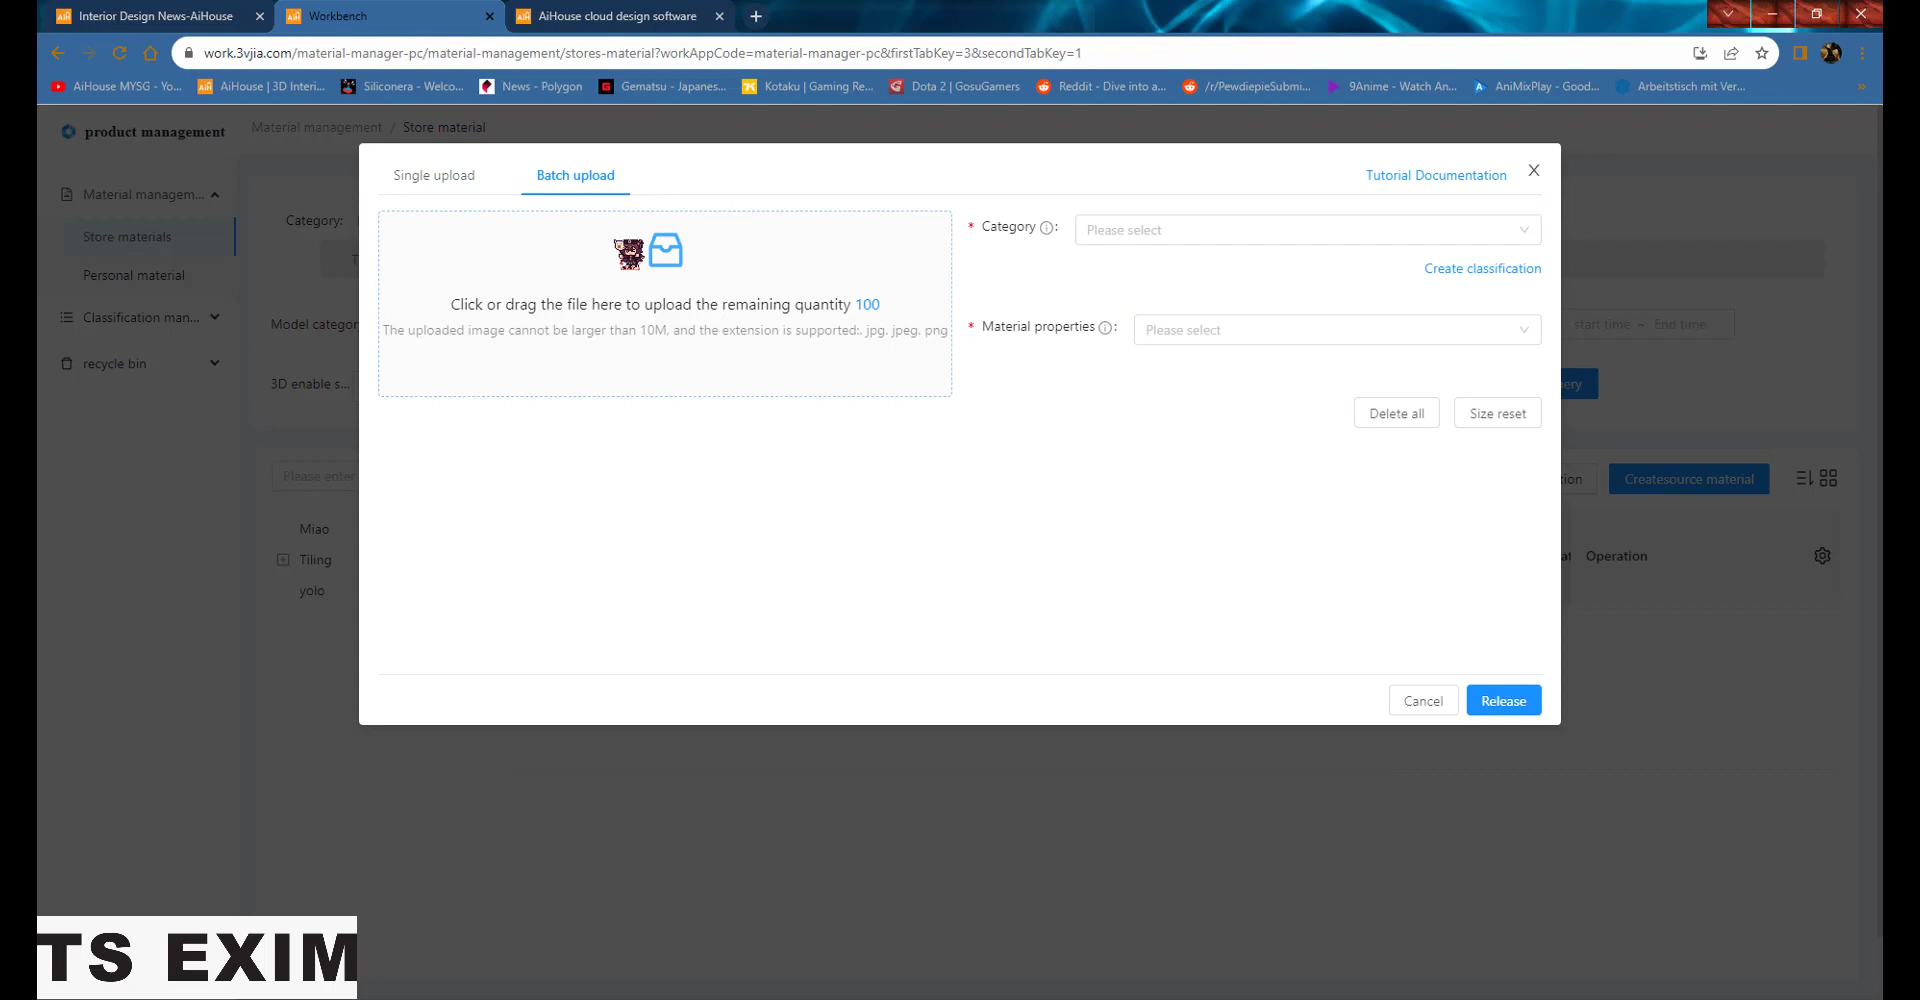 Interior Design News-AiHouse
Workbench
AiHouse cloud design software
work.3vjia.com/material-manager-pc/material-management/stores-material?workAppCode=material-manager-pc&firstTabKey=3&secondTabKey=1
AiHouse MYSG - Yo...
AiHouse | 3D Interi...
Siliconera - Welco...
News - Polygon
Gematsu - Japanes...
Kotaku | Gaming Re...
Dota 2 | GosuGamers
Reddit - Dive into a...
/r/PewdiepieSubmi...
9Anime - Watch An...
AniMixPlay - Good...
Arbeitstisch mit Ver...
product management
Material management / Store material
Material managem...
Store materials
Personal material
Classification man...
recycle bin
Category:
Model categor
3D enable s...
Please enter
Miao
Tiling
yolo
Single upload
Batch upload
Tutorial Documentation
Click or drag the file here to upload the remaining quantity 100
The uploaded image cannot be larger than 10M, and the extension is supported:. jpg. jpeg. png
* Category :
Please select
Create classification
* Material properties :
Please select
Delete all
Size reset
Cancel
Release
start time ~ End time
ery
tion
Createsource material
at
Operation
TS EXIM